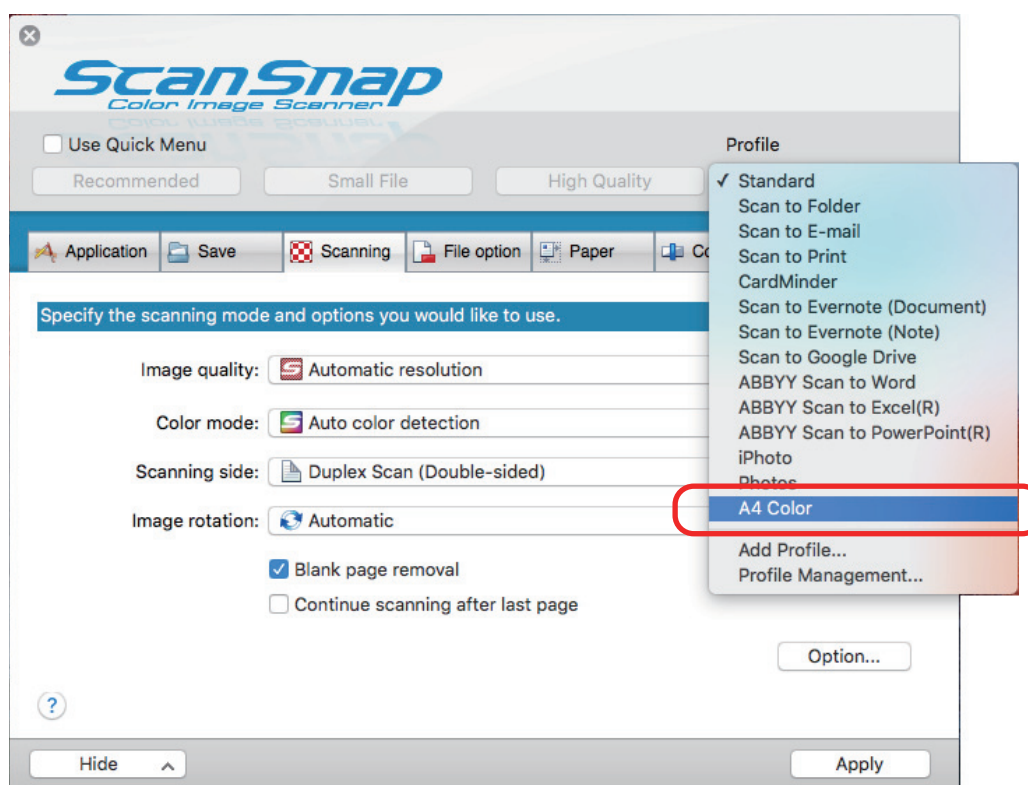 ScanSnap
Color Image Scanner
Use Quick Menu
Profile
Recommended
Small File
High Quality
✓ Standard
Scan to Folder
Scan to E-mail
Scan to Print
CardMinder
Scan to Evernote (Document)
Scan to Evernote (Note)
Scan to Google Drive
ABBYY Scan to Word
ABBYY Scan to Excel(R)
ABBYY Scan to PowerPoint(R)
iPhoto
Photos
A4 Color
Add Profile...
Profile Management...
Application
Save
Scanning
File option
Paper
Specify the scanning mode and options you would like to use.
Image quality: Automatic resolution
Color mode: Auto color detection
Scanning side: Duplex Scan (Double-sided)
Image rotation: Automatic
Blank page removal
Continue scanning after last page
Option...
?
Hide
Apply